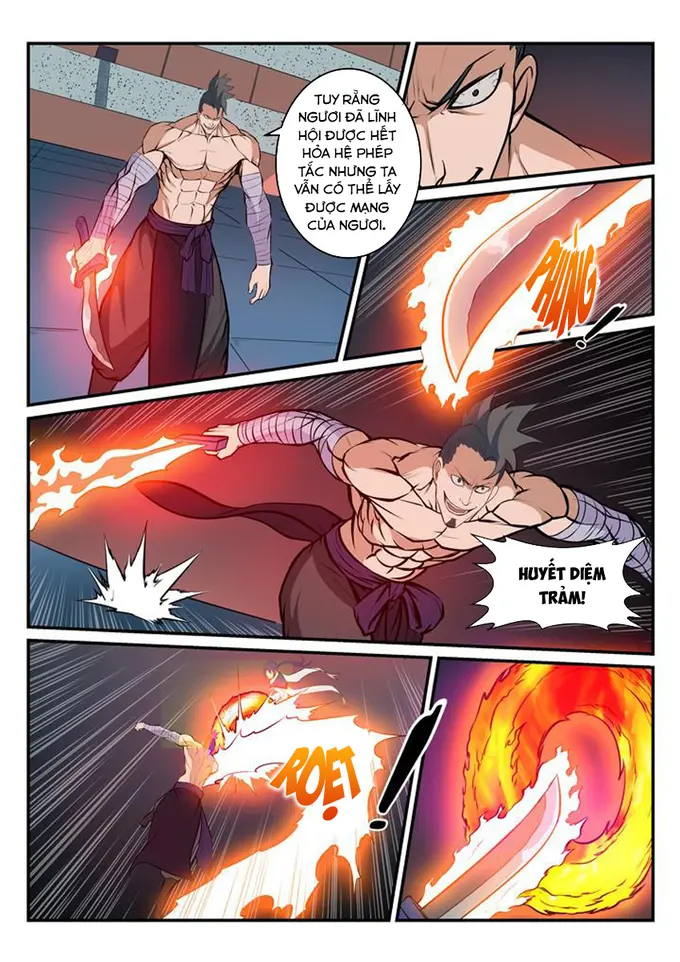 TUY RẰNG
NGƯƠI ĐÃ LĨNH
HỘI ĐƯỢC HẾT
HỎA HỆ PHÉP
TẮC NHƯNG TA
VẪN CÓ THỂ LẤY
ĐƯỢC MẠNG
CỦA NGƯƠI.
PHỪNG
HUYẾT DIỆM
TRẢM!
ROẸT
!